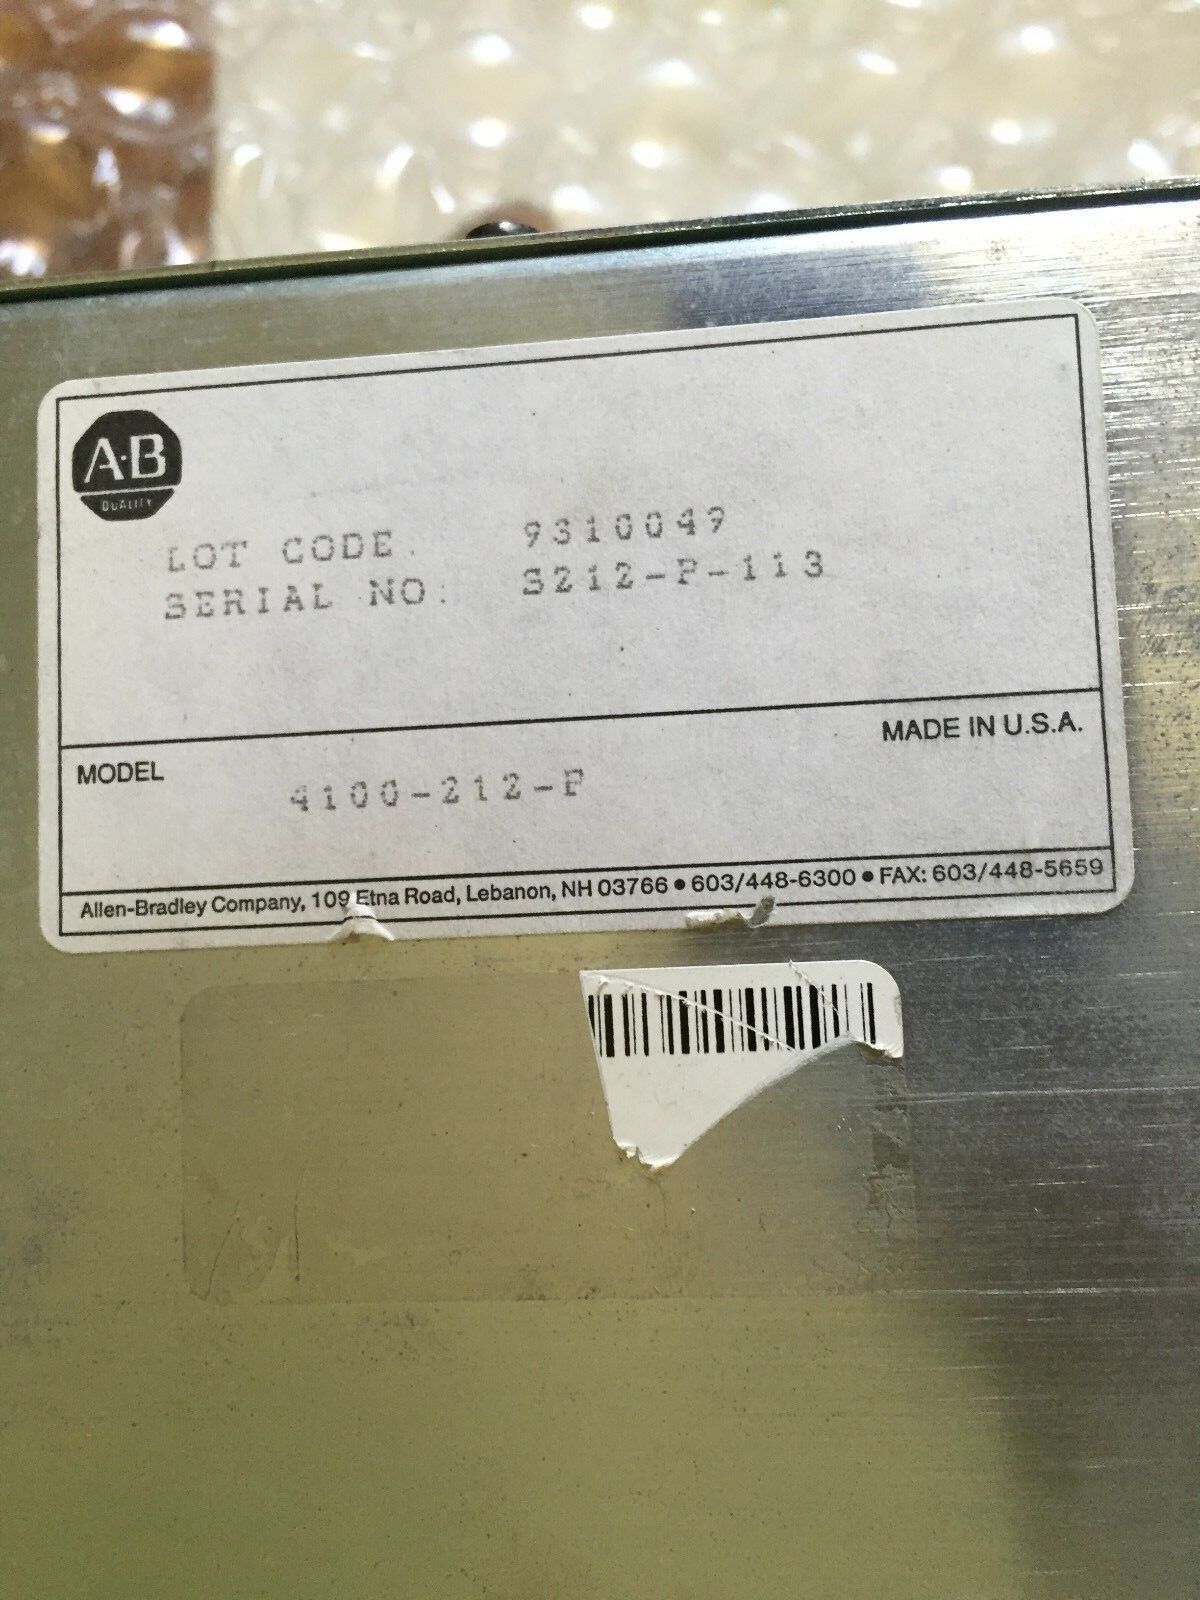 A·B
QUALITY
LOT CODE. 9310049
SERIAL NO: S212-P-113
MADE IN U.S.A.
MODEL
4100-212-P
Allen-Bradley Company, 109 Etna Road, Lebanon, NH 03766 • 603/448-6300 • FAX: 603/448-5659